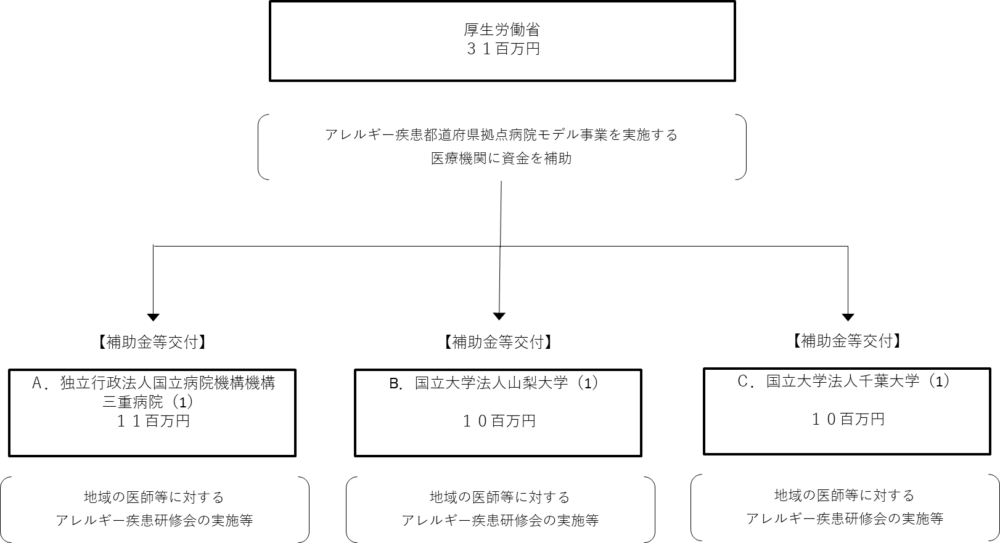 厚生労働省
３１百万円
アレルギー疾患都道府県拠点病院モデル事業を実施する
医療機関に資金を補助
【補助金等交付】
【補助金等交付】
【補助金等交付】
Ａ．独立行政法人国立病院機構機構
三重病院（1）
１１百万円
B．国立大学法人山梨大学（1）
１０百万円
Ｃ．国立大学法人千葉大学（1）
１０百万円
地域の医師等に対する
アレルギー疾患研修会の実施等
地域の医師等に対する
アレルギー疾患研修会の実施等
地域の医師等に対する
アレルギー疾患研修会の実施等